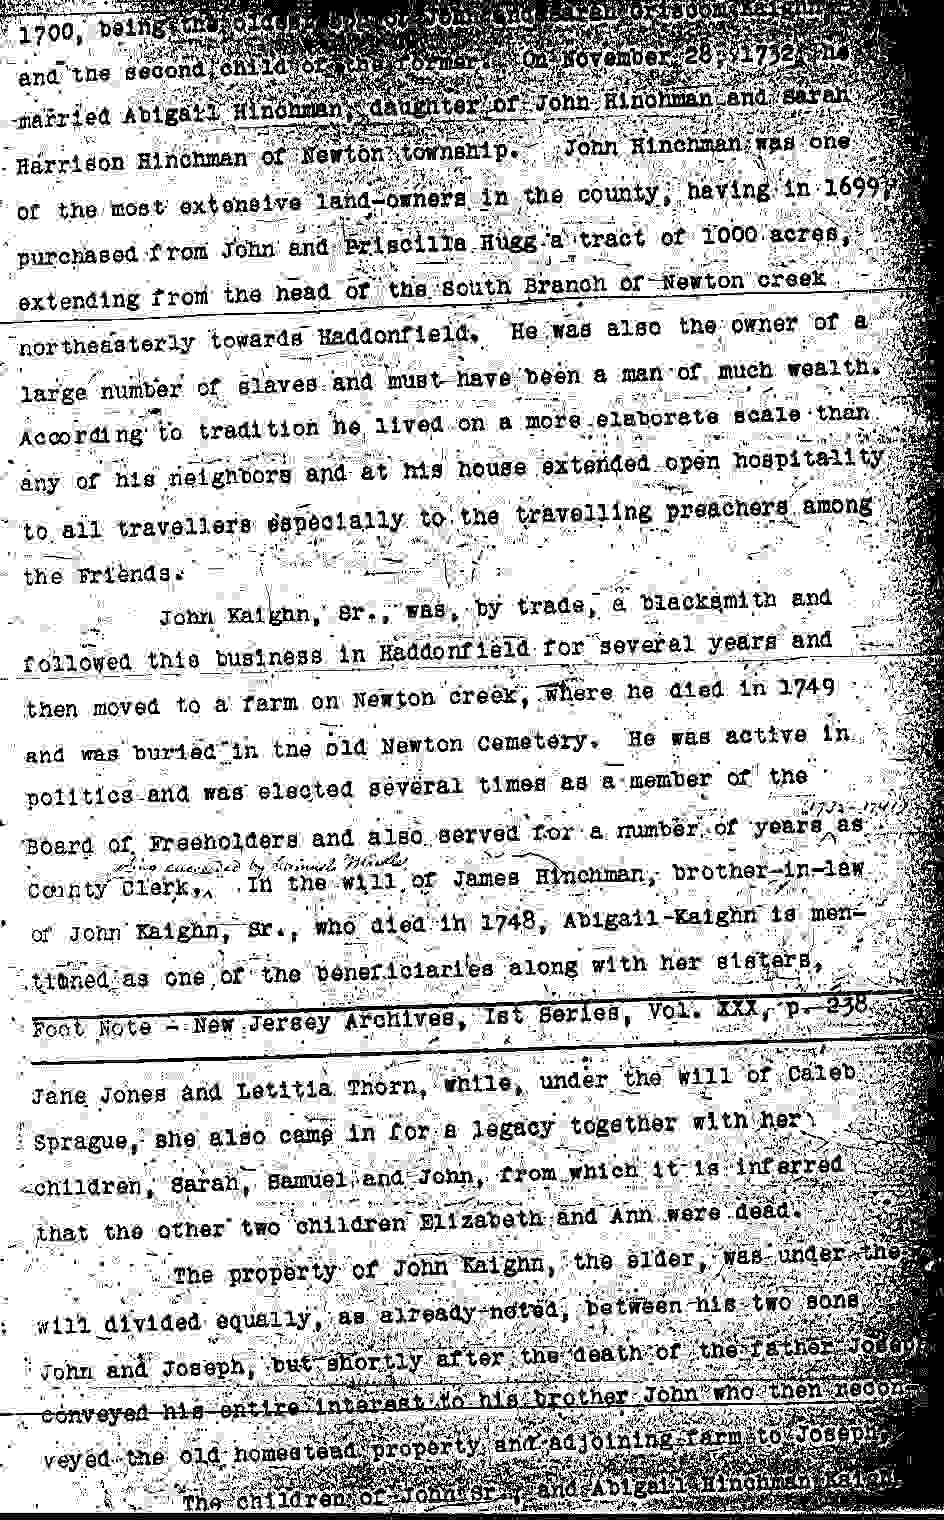 1700, being the oldest son of John and Sarah Griscom Kaighn,
and the second child of the former. On November 28, 1732, he
married Abigail Hinchman, daughter of John Hinchman and Sarah
Harrison Hinchman of Newton township. John Hinchman was one
of the most extensive land-owners in the county, having in 1699,
purchased from John and Priscilla Hugg a tract of 1000 acres,
extending from the head of the South Branch of Newton creek
northeasterly towards Haddonfield. He was also the owner of a
large number of slaves and must have been a man of much wealth.
According to tradition he lived on a more elaborate scale than
any of his neighbors and at his house extended open hospitality
to all travellers especially to the travelling preachers among
the Friends.
John Kaighn, Sr., was, by trade, a blacksmith and
followed this business in Haddonfield for several years and
then moved to a farm on Newton creek, where he died in 1749
and was buried in the old Newton Cemetery. He was active in
politics and was elected several times as a member of the
Board of Freeholders and also served for a number of years as
by Samuel
County Clerk. In the will of James Hinchman, brother-in-law
of John Kaighn, Sr., who died in 1748, Abigail Kaighn is men-
tioned as one of the beneficiaries along with her sisters,
Foot Note - New Jersey Archives, Ist Series, Vol. XXX, p. 238
Jane Jones and Letitia Thorn, while, under the will of Caleb
Sprague, she also came in for a legacy together with her
children, Sarah, Samuel and John, from which it is inferred
that the other two children Elizabeth and Ann were dead.
The property of John Kaighn, the elder, was under the
will divided equally, as already noted, between his two sons
John and Joseph, but shortly after the death of the father Joseph
conveyed his entire interest to his brother John who then recon-
veyed the old homestead property and adjoining farm to Joseph.
The children of John Sr., and Abigail Hinchman Kaighn